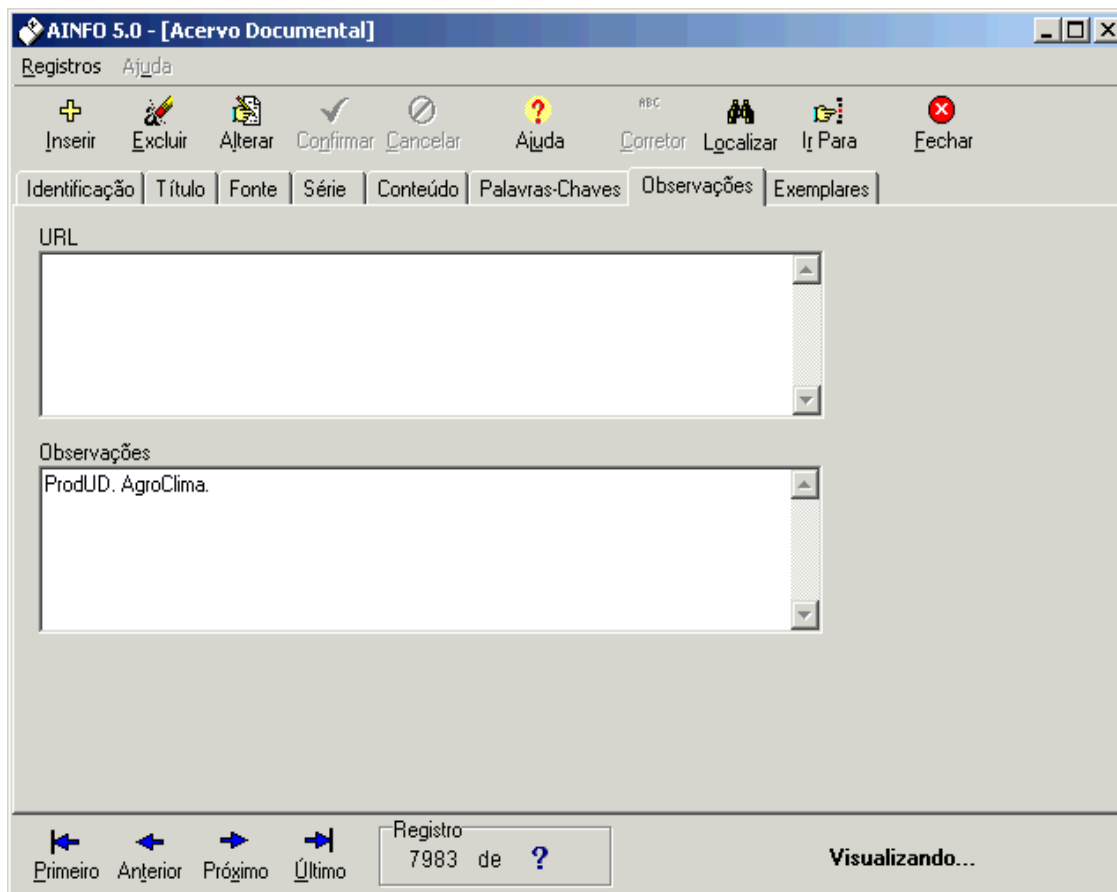 AINFO 5.0 - [Acervo Documental]
Registros Ajuda
Inserir Excluir Alterar Confirmar Cancelar Ajuda ABC Corretor Localizar Ir Para Fechar
Identificação Título Fonte Série Conteúdo Palavras-Chaves Observações Exemplares
URL
Observações
ProdUD. AgroClima.
Primeiro Anterior Próximo Último
Registro
7983 de ?
Visualizando...